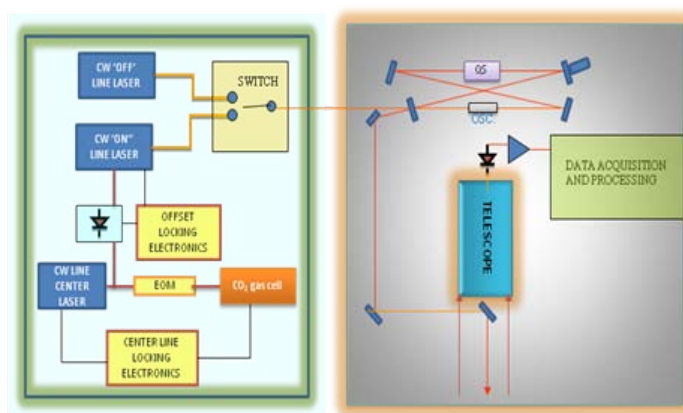 CW 'OFF'
LINE LASER
SWITCH
CW 'ON''
LINE LASER
OFFSET
LOCKING
ELECTRONICS
CW LINE
CENTER
LASER
EOM
CO₂ gas cell
CENTER LINE
LOCKING
ELECTRONICS
QS
OSC.
TELESCOPE
DATA ACQUISITION
AND PROCESSING